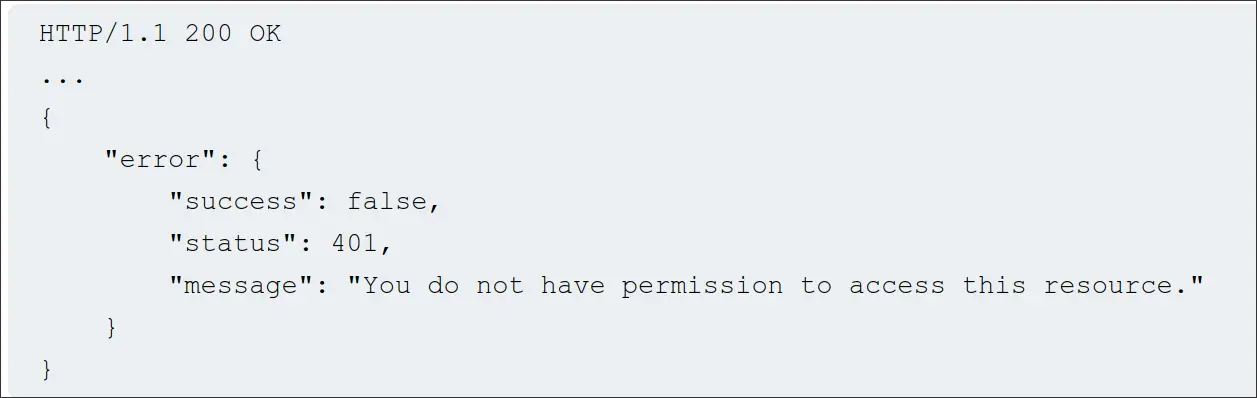 HTTP/1.1 200 OK
...
{
    "error": {
        "success": false,
        "status": 401,
        "message": "You do not have permission to access this resource."
    }
}